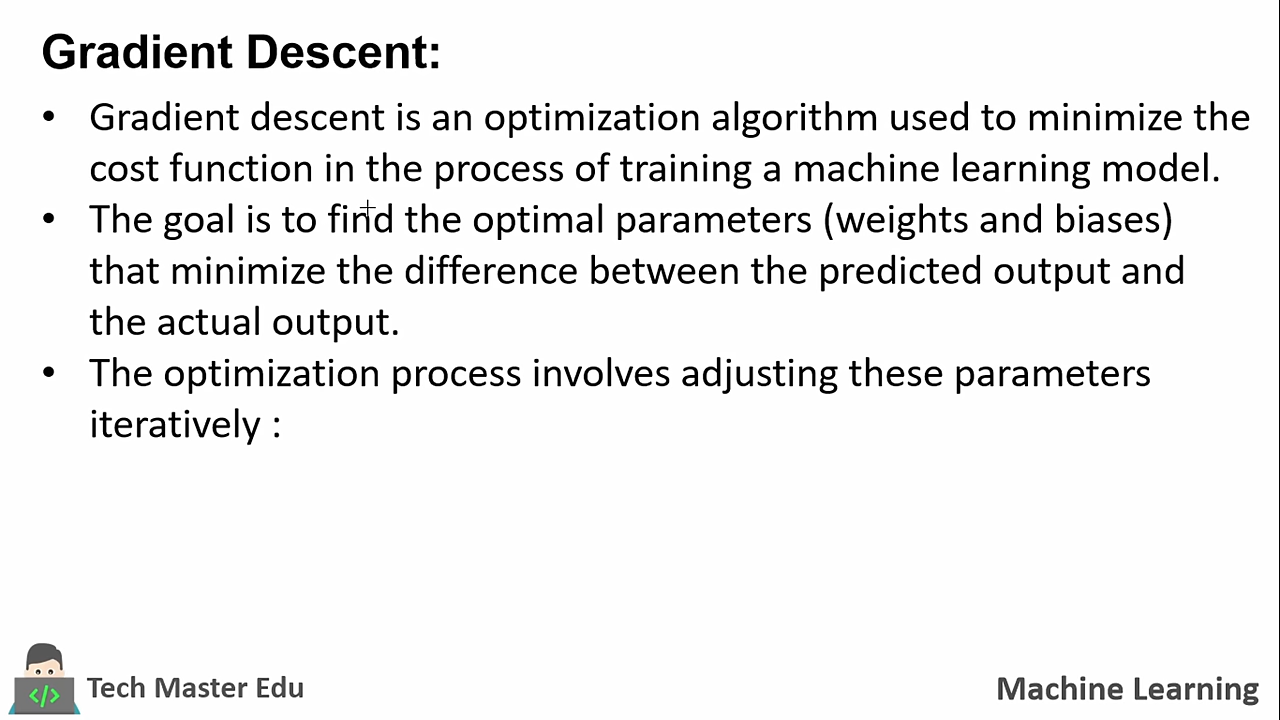 Gradient Descent:
• Gradient descent is an optimization algorithm used to minimize the
cost function in the process of training a machine learning model.
• The goal is to find the optimal parameters (weights and biases)
that minimize the difference between the predicted output and
the actual output.
• The optimization process involves adjusting these parameters
iteratively :
</>
Tech Master Edu
Machine Learning